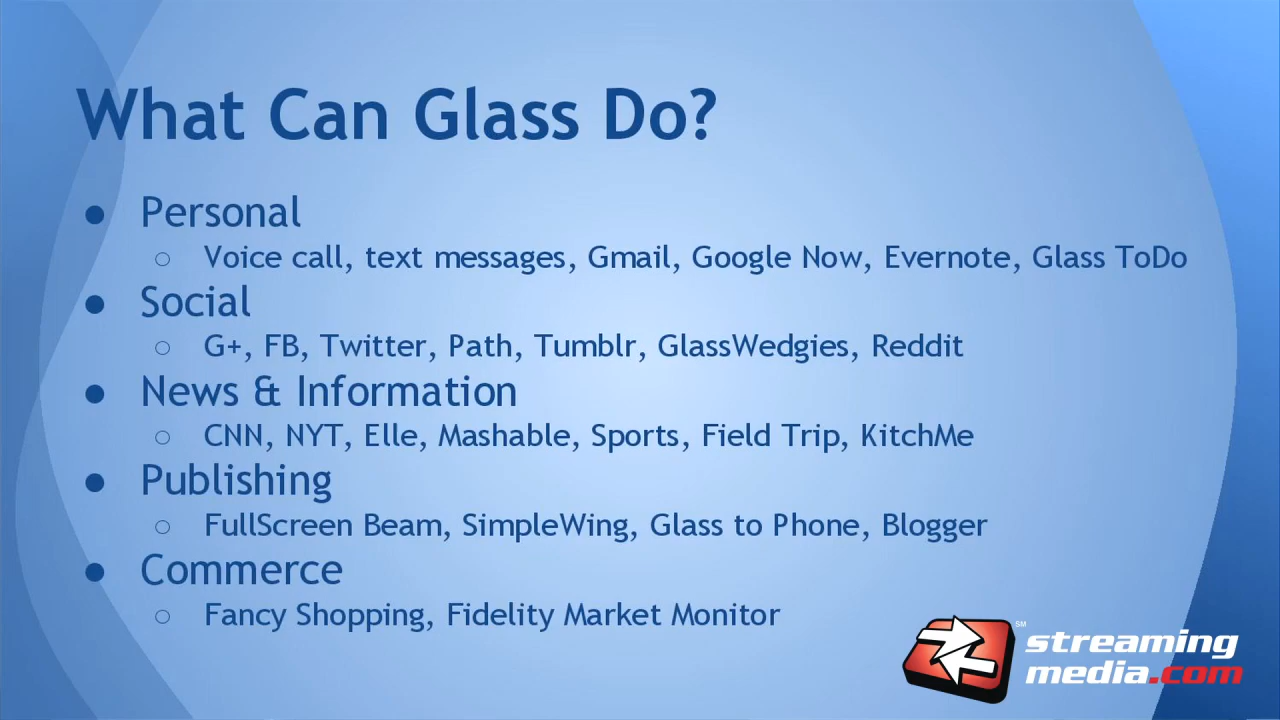 What Can Glass Do?
● Personal
○ Voice call, text messages, Gmail, Google Now, Evernote, Glass ToDo
● Social
○ G+, FB, Twitter, Path, Tumblr, GlassWedgies, Reddit
● News & Information
○ CNN, NYT, Elle, Mashable, Sports, Field Trip, KitchMe
● Publishing
○ FullScreen Beam, SimpleWing, Glass to Phone, Blogger
● Commerce
○ Fancy Shopping, Fidelity Market Monitor
SM
streaming
media.com